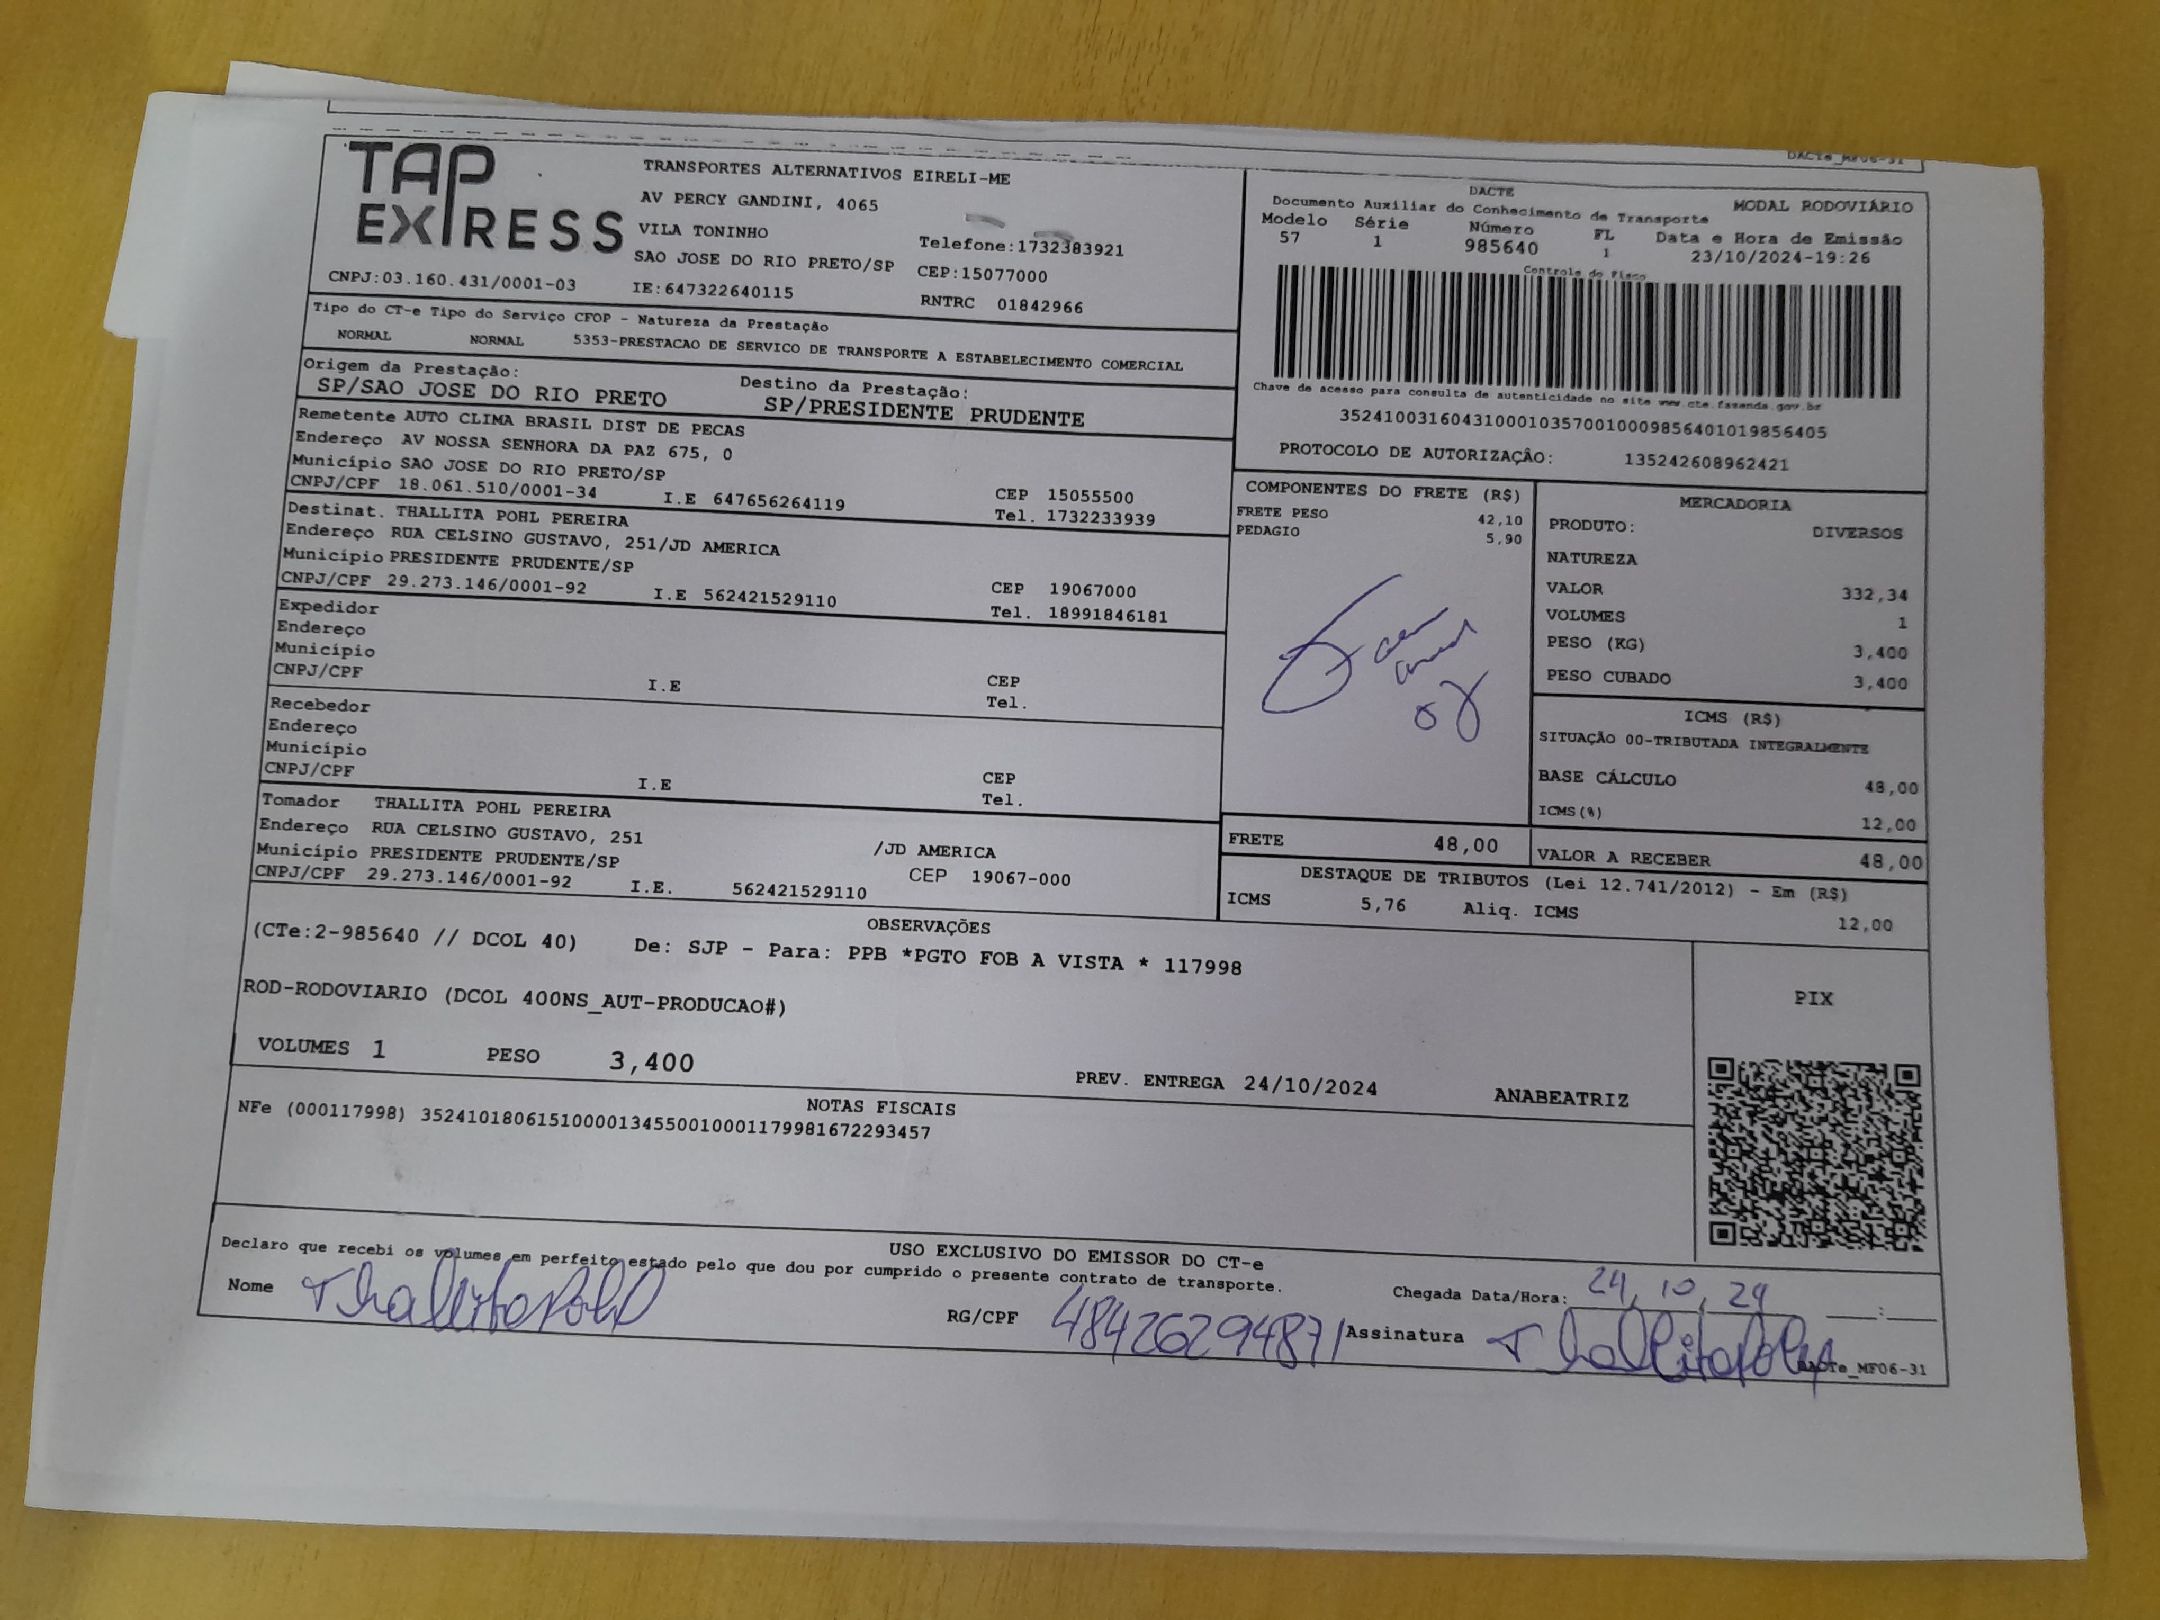 DACTe_MF06-31
TAP EXPRESS
TRANSPORTES ALTERNATIVOS EIRELI-ME
AV PERCY GANDINI, 4065
VILA TONINHO
Telefone:1732383921
SAO JOSE DO RIO PRETO/SP CEP:15077000
CNPJ:03.160.431/0001-03 IE:647322640115 RNTRC 01842966
DACTE MODAL RODOVIÁRIO
Documento Auxiliar do Conhecimento de Transporte
Modelo Série Número FL Data e Hora de Emissão
57 1 985640 1 23/10/2024-19:26
Controle do Fisco
Chave de acesso para consulta de autenticidade no site www.cte.fazenda.gov.br
35241003160431000103570010009856401019856405
PROTOCOLO DE AUTORIZAÇÃO: 135242608962421
Tipo do CT-e Tipo do Serviço CFOP - Natureza da Prestação
NORMAL NORMAL 5353-PRESTACAO DE SERVICO DE TRANSPORTE A ESTABELECIMENTO COMERCIAL
Origem da Prestação: Destino da Prestação:
SP/SAO JOSE DO RIO PRETO SP/PRESIDENTE PRUDENTE
Remetente AUTO CLIMA BRASIL DIST DE PECAS
Endereço AV NOSSA SENHORA DA PAZ 675, 0
Município SAO JOSE DO RIO PRETO/SP CEP 15055500
CNPJ/CPF 18.061.510/0001-34 I.E 647656264119 Tel. 1732233939
Destinat. THALLITA POHL PEREIRA
Endereço RUA CELSINO GUSTAVO, 251/JD AMERICA
Município PRESIDENTE PRUDENTE/SP CEP 19067000
CNPJ/CPF 29.273.146/0001-92 I.E 562421529110 Tel. 18991846181
Expedidor
Endereço
Município CEP
CNPJ/CPF I.E Tel.
Recebedor
Endereço
Município CEP
CNPJ/CPF I.E Tel.
Tomador THALLITA POHL PEREIRA
Endereço RUA CELSINO GUSTAVO, 251 /JD AMERICA
Município PRESIDENTE PRUDENTE/SP CEP 19067-000
CNPJ/CPF 29.273.146/0001-92 I.E. 562421529110
COMPONENTES DO FRETE (R$)
FRETE PESO 42,10
PEDAGIO 5,90
MERCADORIA
PRODUTO: DIVERSOS
NATUREZA
VALOR 332,34
VOLUMES 1
PESO (KG) 3,400
PESO CUBADO 3,400
ICMS (R$)
SITUAÇÃO 00-TRIBUTADA INTEGRALMENTE
BASE CÁLCULO 48,00
ICMS(%) 12,00
FRETE 48,00 VALOR A RECEBER 48,00
DESTAQUE DE TRIBUTOS (Lei 12.741/2012) - Em (R$)
ICMS 5,76 Aliq. ICMS 12,00
OBSERVAÇÕES
(CTe:2-985640 // DCOL 40) De: SJP - Para: PPB *PGTO FOB A VISTA * 117998
ROD-RODOVIARIO (DCOL 400NS_AUT-PRODUCAO#)
VOLUMES 1 PESO 3,400 PREV. ENTREGA 24/10/2024 ANABEATRIZ
PIX
NOTAS FISCAIS
NFe (000117998) 35241018061510000134550010001179981672293457
USO EXCLUSIVO DO EMISSOR DO CT-e
Declaro que recebi os volumes em perfeito estado pelo que dou por cumprido o presente contrato de transporte.
Chegada Data/Hora: 24, 10, 24 :
Nome Thallita Pohl RG/CPF 48426294871 Assinatura Thallita Pohl
DACTe_MF06-31